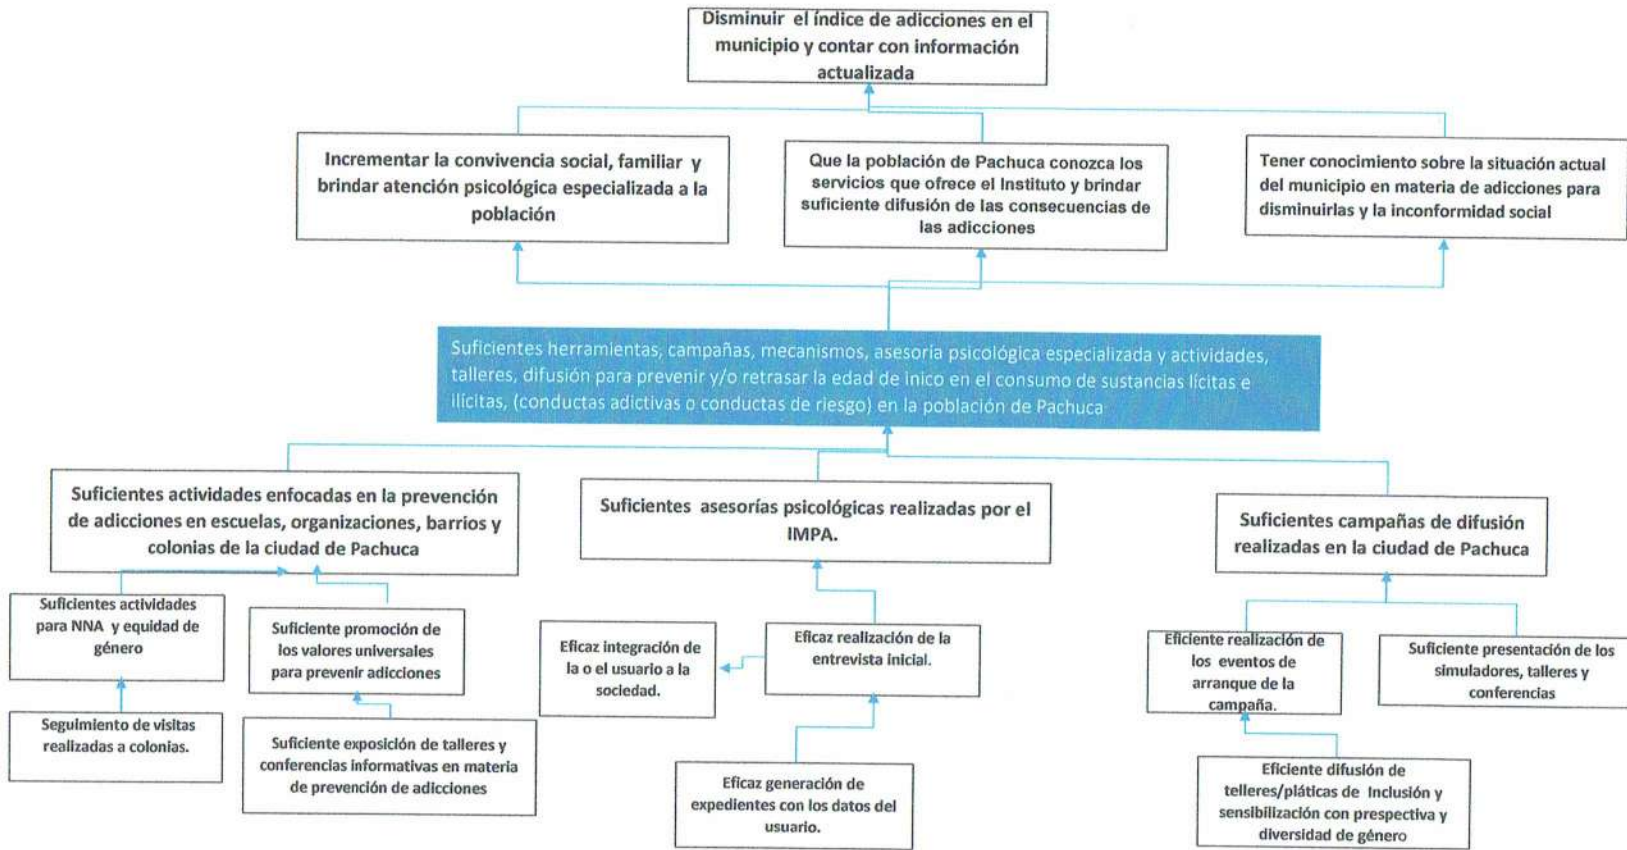 Disminuir el índice de adicciones en el
municipio y contar con información
actualizada
Incrementar la convivencia social, familiar y
brindar atención psicológica especializada a la
población
Que la población de Pachuca conozca los
servicios que ofrece el Instituto y brindar
suficiente difusión de las consecuencias de
las adicciones
Tener conocimiento sobre la situación actual
del municipio en materia de adicciones para
disminuirlas y la inconformidad social
Suficientes herramientas, campañas, mecanismos, asesoría psicológica especializada y actividades,
talleres, difusión para prevenir y/o retrasar la edad de inico en el consumo de sustancias lícitas e
ilícitas, (conductas adictivas o conductas de riesgo) en la población de Pachuca
Suficientes actividades enfocadas en la prevención
de adicciones en escuelas, organizaciones, barrios y
colonias de la ciudad de Pachuca
Suficientes asesorías psicológicas realizadas por el
IMPA.
Suficientes campañas de difusión
realizadas en la ciudad de Pachuca
Suficientes actividades
para NNA y equidad de
género
Suficiente promoción de
los valores universales
para prevenir adicciones
Eficaz integración de
la o el usuario a la
sociedad.
Eficaz realización de la
entrevista inicial.
Eficiente realización de
los eventos de
arranque de la
campaña.
Suficiente presentación de los
simuladores, talleres y
conferencias
Seguimiento de visitas
realizadas a colonias.
Suficiente exposición de talleres y
conferencias informativas en materia
de prevención de adicciones
Eficaz generación de
expedientes con los datos del
usuario.
Eficiente difusión de
telleres/pláticas de Inclusión y
sensibilización con prespectiva y
diversidad de género